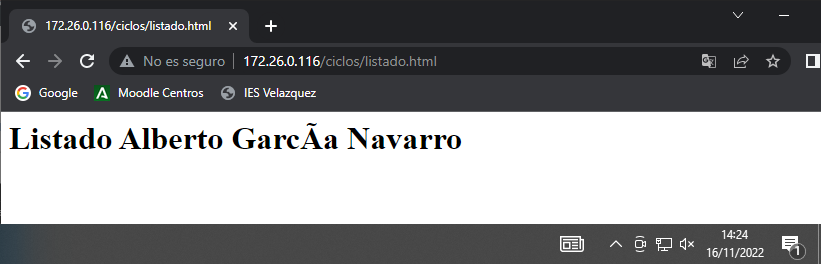 172.26.0.116/ciclos/listado.html
No es seguro 172.26.0.116/ciclos/listado.html
Google Moodle Centros IES Velazquez
Listado Alberto GarcÃa Navarro
14:24
16/11/2022
1